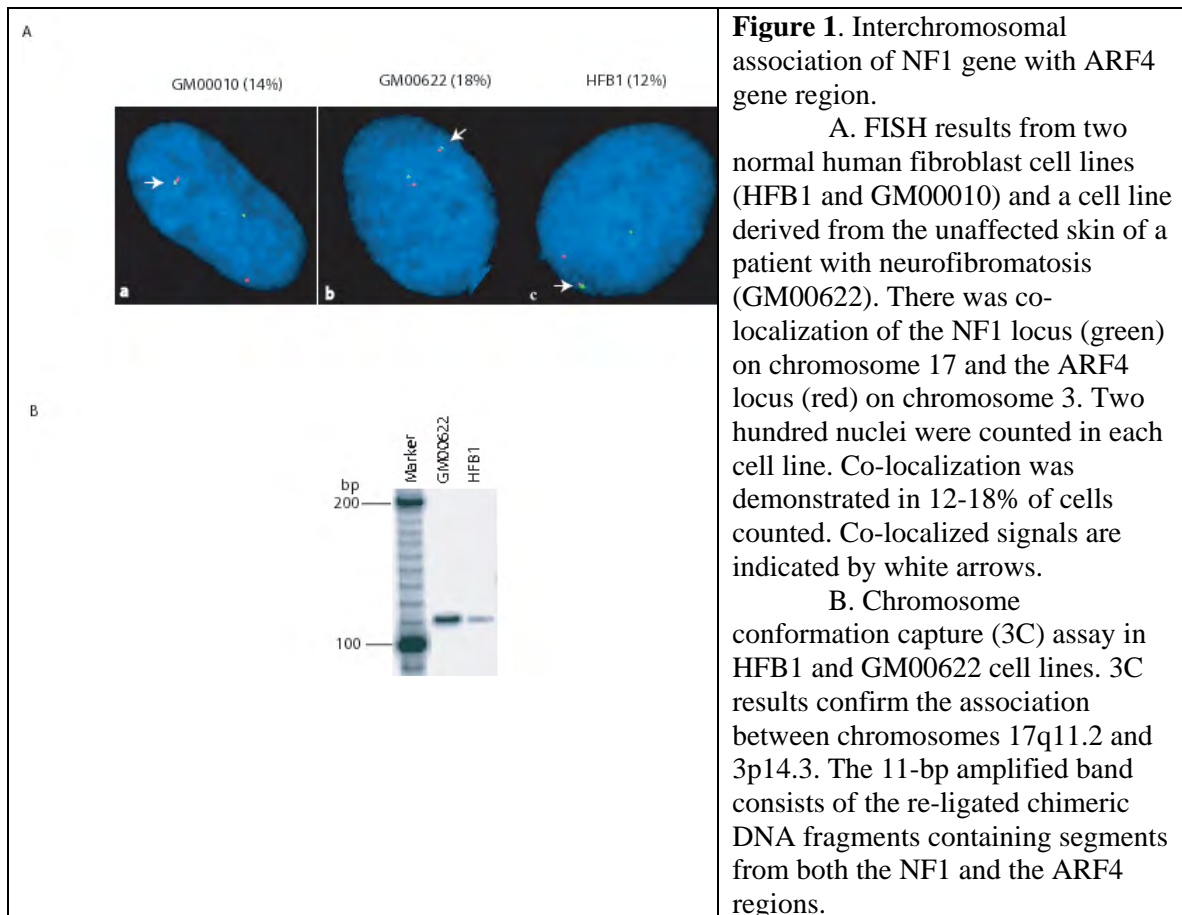 A
GM00010 (14%) GM00622 (18%) HFB1 (12%)
a b c
B
Marker
GM00622
HFB1
bp
200
100
Figure 1. Interchromosomal
association of NF1 gene with ARF4
gene region.
A. FISH results from two
normal human fibroblast cell lines
(HFB1 and GM00010) and a cell line
derived from the unaffected skin of a
patient with neurofibromatosis
(GM00622). There was co-
localization of the NF1 locus (green)
on chromosome 17 and the ARF4
locus (red) on chromosome 3. Two
hundred nuclei were counted in each
cell line. Co-localization was
demonstrated in 12-18% of cells
counted. Co-localized signals are
indicated by white arrows.
B. Chromosome
conformation capture (3C) assay in
HFB1 and GM00622 cell lines. 3C
results confirm the association
between chromosomes 17q11.2 and
3p14.3. The 11-bp amplified band
consists of the re-ligated chimeric
DNA fragments containing segments
from both the NF1 and the ARF4
regions.